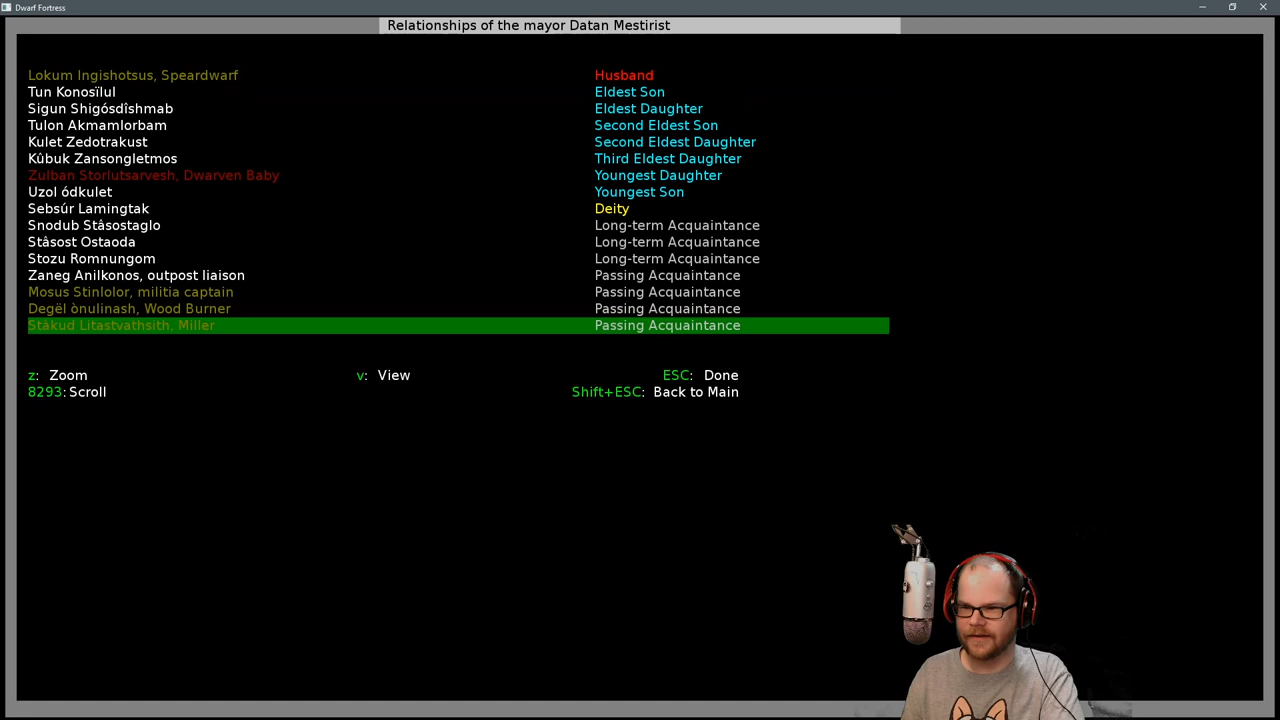 Dwarf Fortress
Relationships of the mayor Datan Mestirist
Lokum Ingishotsus, Speardwarf Husband
Tun Konosïlul Eldest Son
Sigun Shigósdîshmab Eldest Daughter
Tulon Akmamlorbam Second Eldest Son
Kulet Zedotrakust Second Eldest Daughter
Kûbuk Zansongletmos Third Eldest Daughter
Zulban Storlutsarvesh, Dwarven Baby Youngest Daughter
Uzol ódkulet Youngest Son
Sebsúr Lamingtak Deity
Snodub Stâsostaglo Long-term Acquaintance
Stâsost Ostaoda Long-term Acquaintance
Stozu Romnungom Long-term Acquaintance
Zaneg Anilkonos, outpost liaison Passing Acquaintance
Mosus Stinlolor, militia captain Passing Acquaintance
Degël ònulinash, Wood Burner Passing Acquaintance
Stâkud Litastvathsith, Miller Passing Acquaintance
z: Zoom v: View ESC: Done
8293: Scroll Shift+ESC: Back to Main